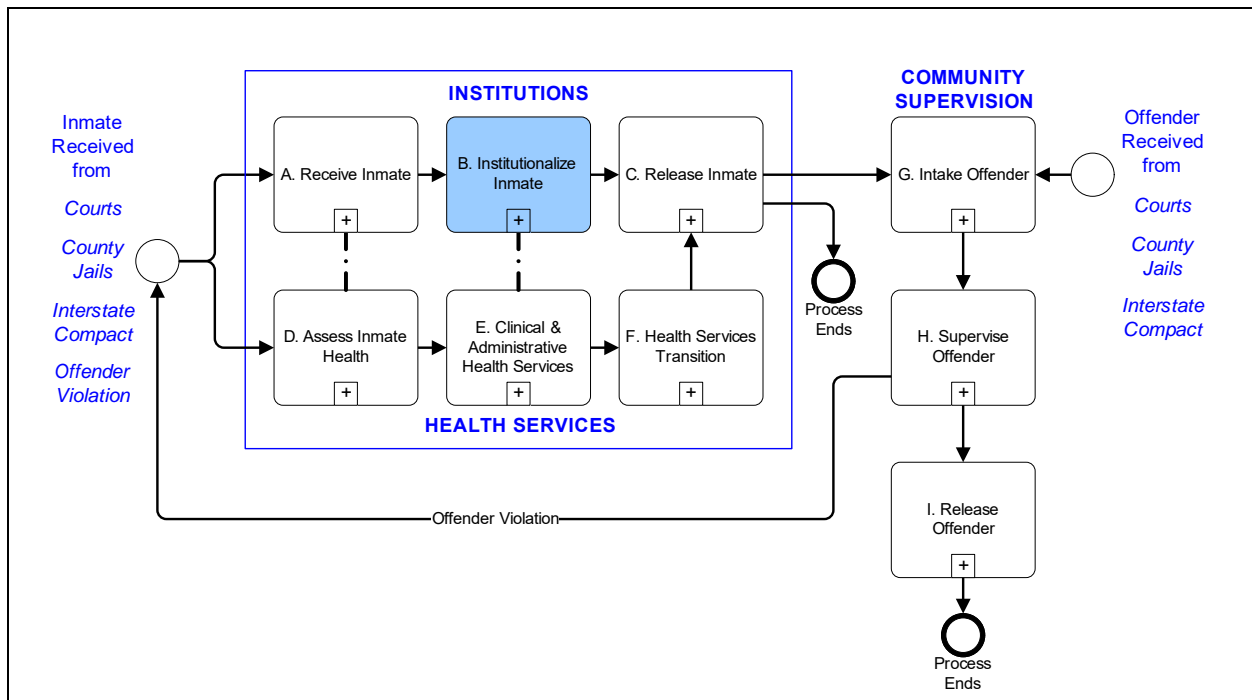 Inmate
Received
from
Courts
County
Jails
Interstate
Compact
Offender
Violation
INSTITUTIONS
A. Receive Inmate
+
B. Institutionalize
Inmate
+
C. Release Inmate
+
D. Assess Inmate
Health
+
E. Clinical &
Administrative
Health Services
+
F. Health Services
Transition
+
HEALTH SERVICES
Process
Ends
Offender Violation
COMMUNITY
SUPERVISION
G. Intake Offender
+
H. Supervise
Offender
+
I. Release
Offender
+
Process
Ends
Offender
Received
from
Courts
County
Jails
Interstate
Compact